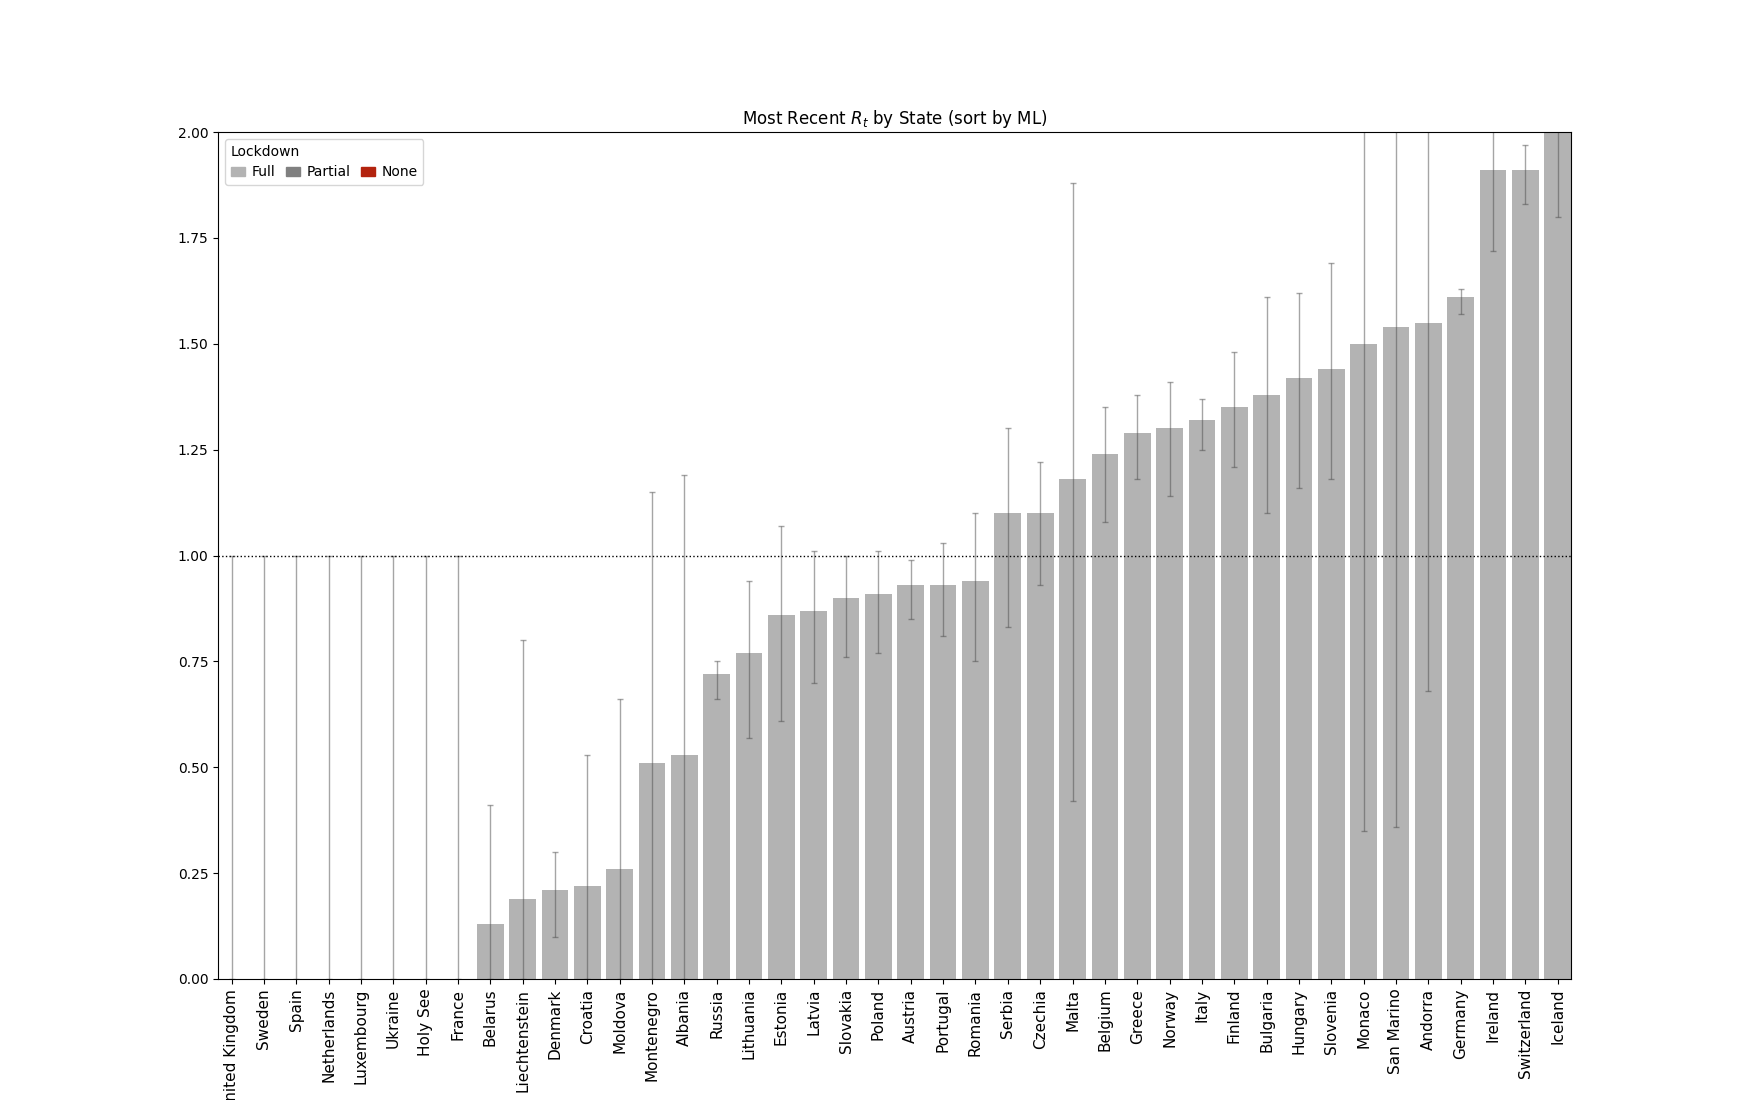 Most Recent R_t by State (sort by ML)
Lockdown
Full Partial None
2.00
1.75
1.50
1.25
1.00
0.75
0.50
0.25
0.00
nited Kingdom
Sweden
Spain
Netherlands
Luxembourg
Ukraine
Holy See
France
Belarus
Liechtenstein
Denmark
Croatia
Moldova
Montenegro
Albania
Russia
Lithuania
Estonia
Latvia
Slovakia
Poland
Austria
Portugal
Romania
Serbia
Czechia
Malta
Belgium
Greece
Norway
Italy
Finland
Bulgaria
Hungary
Slovenia
Monaco
San Marino
Andorra
Germany
Ireland
Switzerland
Iceland